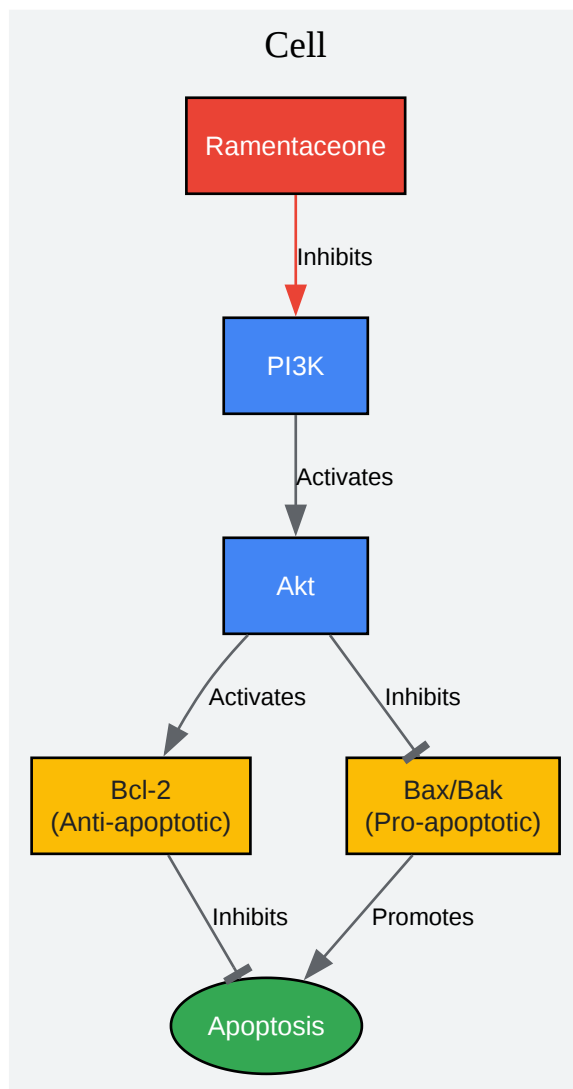 Cell
Ramentaceone
Inhibits
PI3K
Activates
Akt
Activates
Inhibits
Bcl-2
(Anti-apoptotic)
Bax/Bak
(Pro-apoptotic)
Inhibits
Promotes
Apoptosis